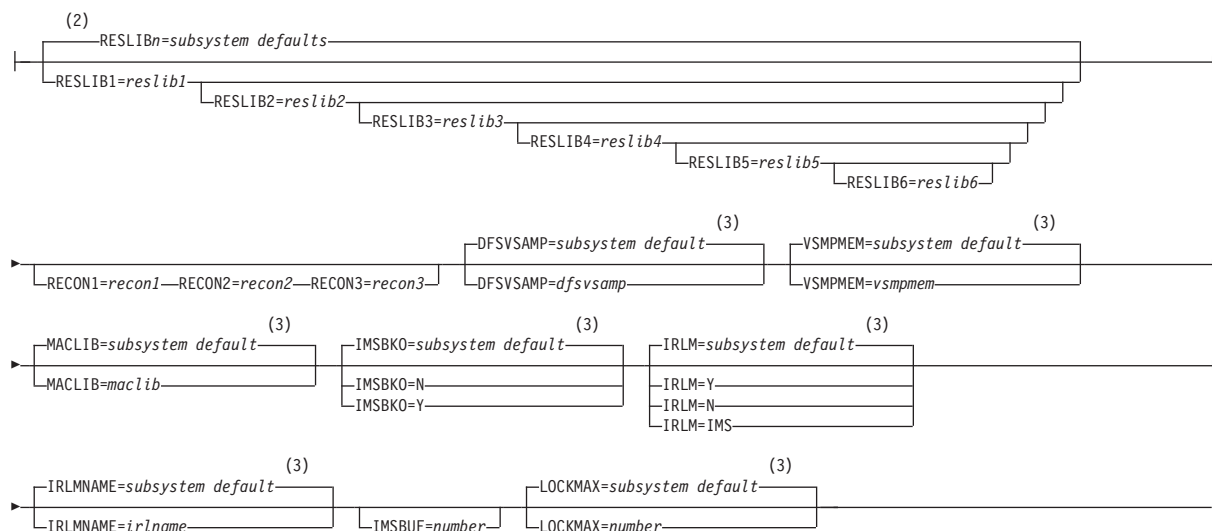 (2)
RESLIBn=subsystem defaults
RESLIB1=reslib1
RESLIB2=reslib2
RESLIB3=reslib3
RESLIB4=reslib4
RESLIB5=reslib5
RESLIB6=reslib6
(3) (3)
DFSVSAMP=subsystem default VSMPMEM=subsystem default
RECON1=recon1 RECON2=recon2 RECON3=recon3 DFSVSAMP=dfsvsamp VSMPMEM=vsmpmem
(3) (3) (3)
MACLIB=subsystem default IMSBKO=subsystem default IRLM=subsystem default
MACLIB=maclib IMSBKO=N IRLM=Y
IMSBKO=Y IRLM=N
IRLM=IMS
(3) (3)
IRLMNAME=subsystem default LOCKMAX=subsystem default
IRLMNAME=irlname IMSBUF=number LOCKMAX=number